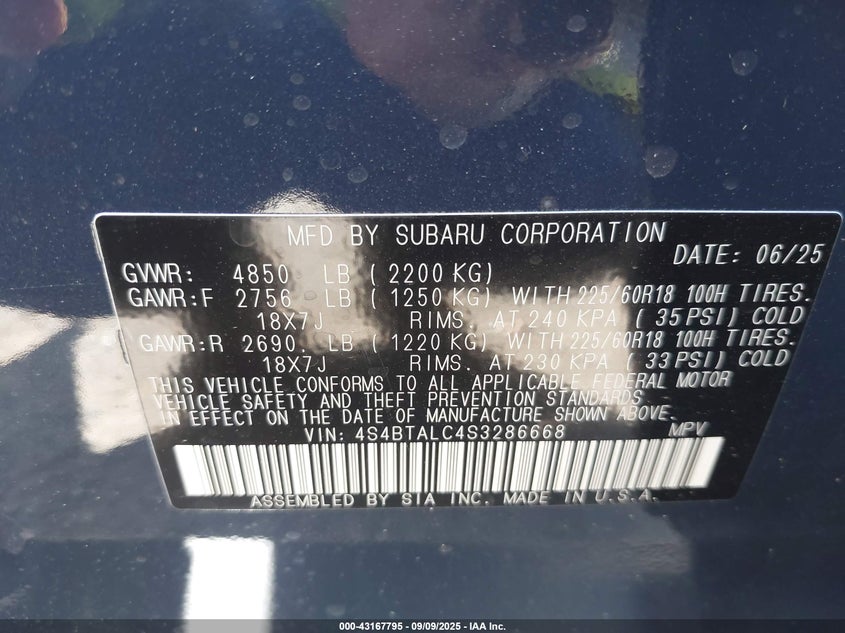 MFD BY SUBARU CORPORATION
DATE: 06/25
GVWR: 4850 LB ( 2200 KG)
GAWR:F 2756 LB ( 1250 KG) WITH 225/60R18 100H TIRES.
18X7J RIMS. AT 240 KPA ( 35 PSI) COLD
GAWR:R 2690. LB ( 1220 KG) WITH 225/60R18 100H TIRES.
18X7J RIMS. AT 230 KPA ( 33 PSI) COLD
THIS VEHICLE CONFORMS TO ALL APPLICABLE FEDERAL MOTOR
VEHICLE SAFETY AND THEFT PREVENTION STANDARDS
IN EFFECT ON THE DATE OF MANUFACTURE SHOWN ABOVE.
VIN: 4S4BTALC4S3286668 MPV
ASSEMBLED BY SIA INC. MADE IN U.S.A.
000-43167795 - 09/09/2025 - IAA Inc.